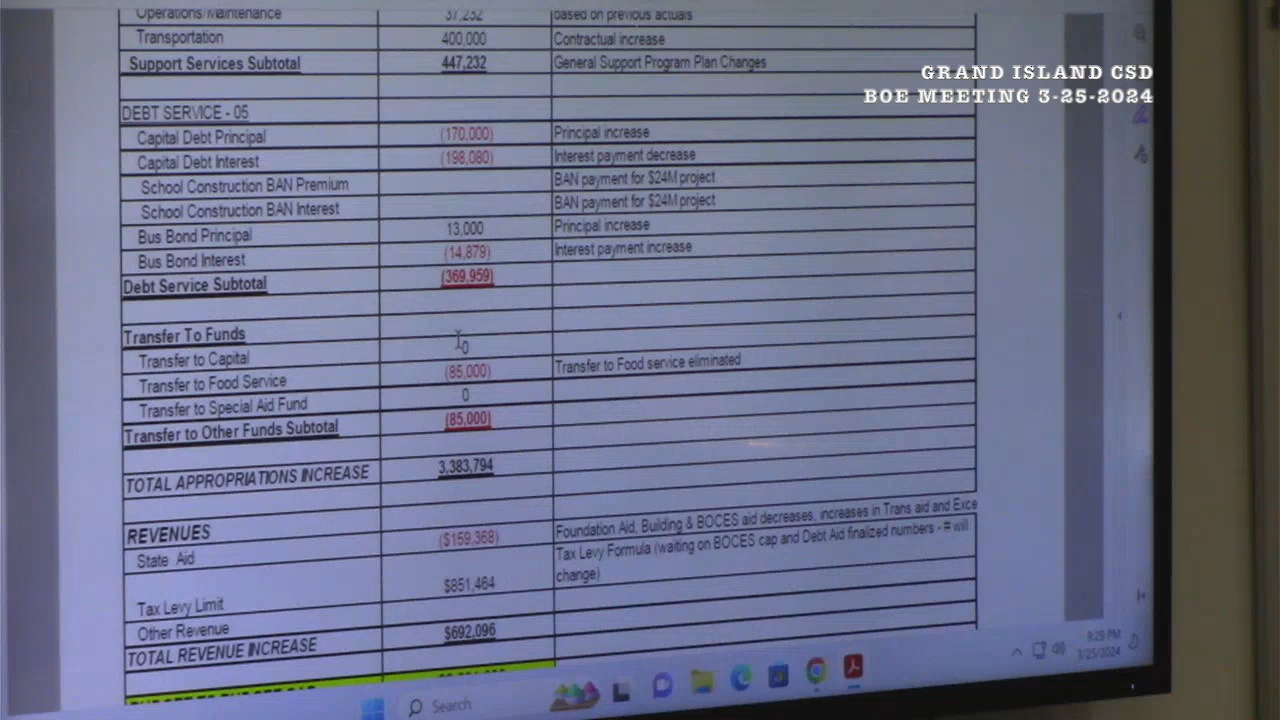 GRAND ISLAND CSD
BOE MEETING 3-25-2024
Operations/Maintenance 37,232 based on previous actuals
Transportation 400,000 Contractual increase
Support Services Subtotal 447,232 General Support Program Plan Changes
DEBT SERVICE - 05
Capital Debt Principal (170,000) Principal increase
Capital Debt Interest (198,080) Interest payment decrease
School Construction BAN Premium BAN payment for $24M project
School Construction BAN Interest BAN payment for $24M project
Bus Bond Principal 13,000 Principal increase
Bus Bond Interest (14,879) Interest payment increase
Debt Service Subtotal (369,959)
Transfer To Funds
Transfer to Capital 0
Transfer to Food Service (85,000) Transfer to Food service eliminated
Transfer to Special Aid Fund 0
Transfer to Other Funds Subtotal (85,000)
TOTAL APPROPRIATIONS INCREASE 3,383,794
REVENUES
State Aid ($159,368) Foundation Aid, Building & BOCES aid decreases, increases in Trans aid and Exce
Tax Levy Formula (waiting on BOCES cap and Debt Aid finalized numbers - # will
change)
Tax Levy Limit $851,464
Other Revenue
TOTAL REVENUE INCREASE $692,096
Search
9:29 PM
3/25/2024